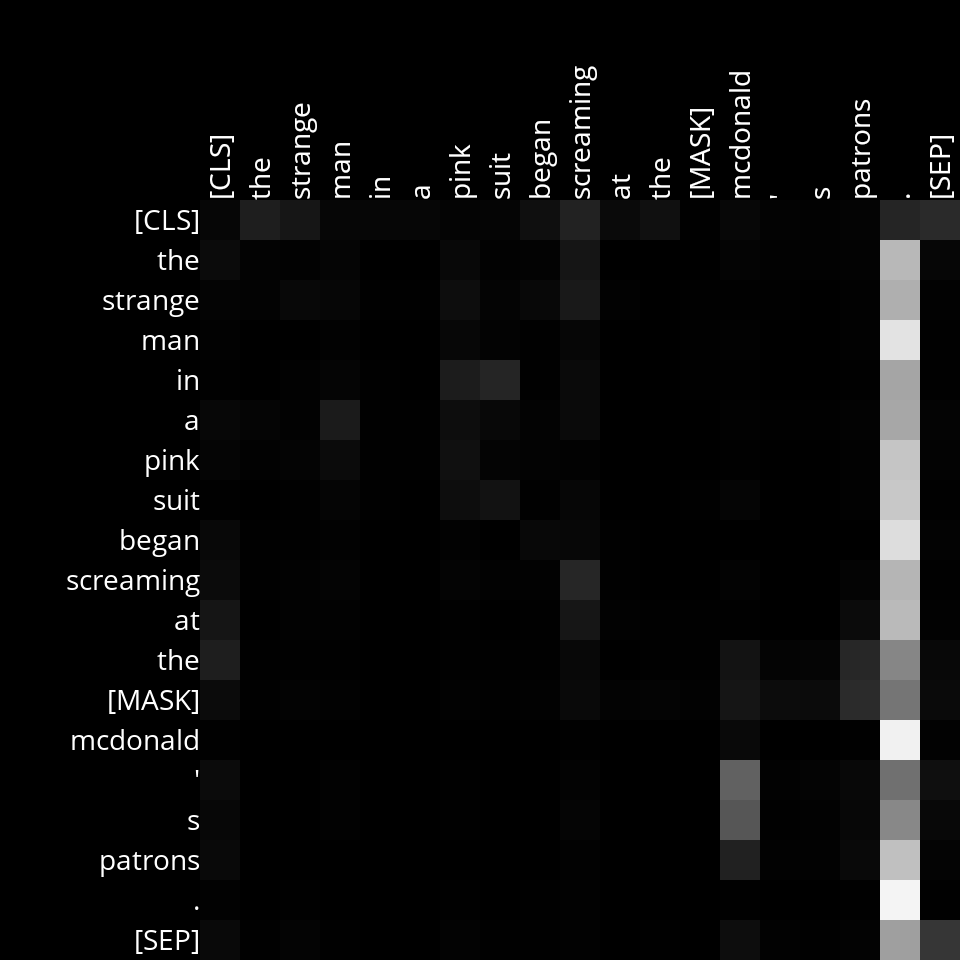 [CLS] the strange man in a pink suit began screaming at the [MASK] mcdonald ' s patrons . [SEP]
[CLS]
the
strange
man
in
a
pink
suit
began
screaming
at
the
[MASK]
mcdonald
'
s
patrons
.
[SEP]